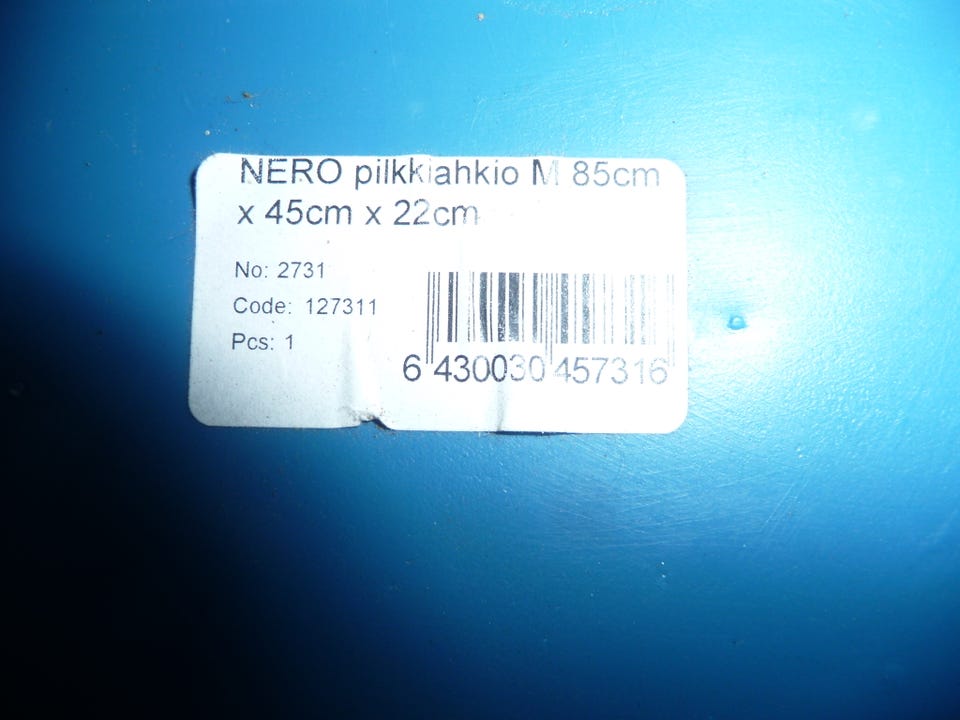 NERO pilkkiahkio M 85cm
x 45cm x 22cm
No: 2731
Code: 127311
Pcs: 1
6 430030 457316